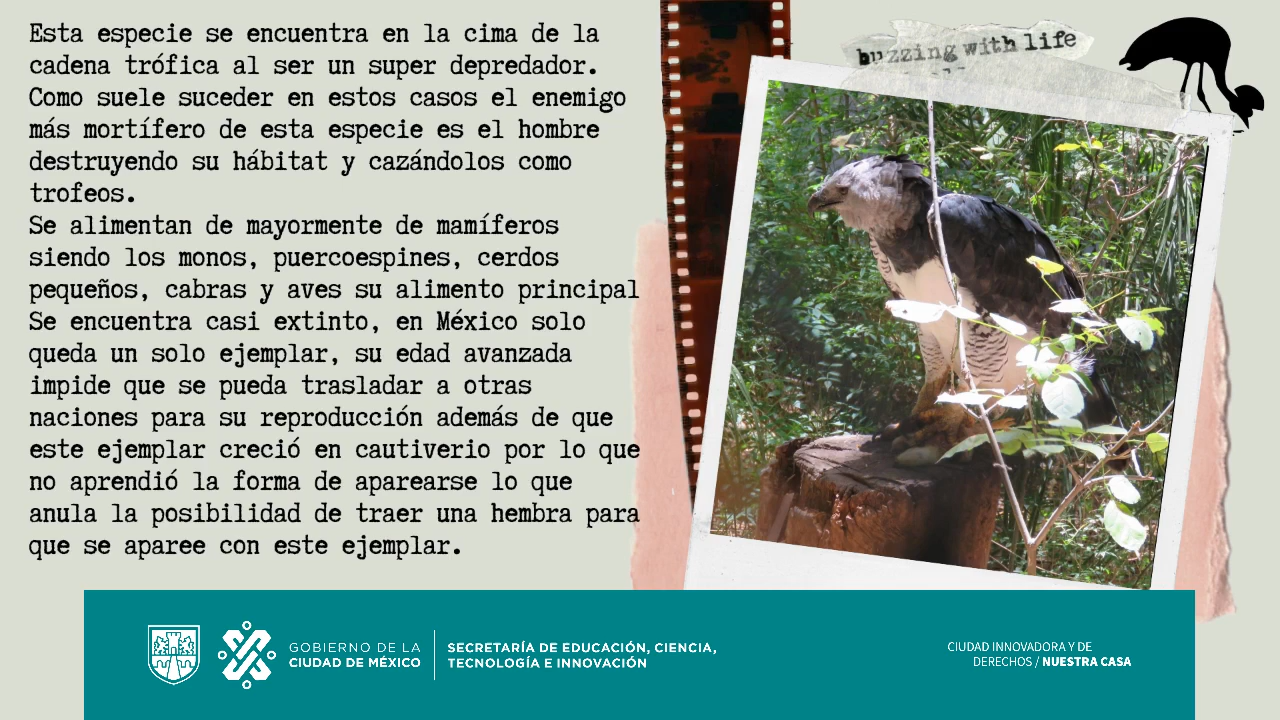 Esta especie se encuentra en la cima de la
cadena trófica al ser un super depredador.
Como suele suceder en estos casos el enemigo
más mortífero de esta especie es el hombre
destruyendo su hábitat y cazándolos como
trofeos.
Se alimentan de mayormente de mamíferos
siendo los monos, puercoespines, cerdos
pequeños, cabras y aves su alimento principal
Se encuentra casi extinto, en México solo
queda un solo ejemplar, su edad avanzada
impide que se pueda trasladar a otras
naciones para su reproducción además de que
este ejemplar creció en cautiverio por lo que
no aprendió la forma de aparearse lo que
anula la posibilidad de traer una hembra para
que se aparee con este ejemplar.
buzzing with life
GOBIERNO DE LA
CIUDAD DE MÉXICO
SECRETARÍA DE EDUCACIÓN, CIENCIA,
TECNOLOGÍA E INNOVACIÓN
CIUDAD INNOVADORA Y DE
DERECHOS / NUESTRA CASA